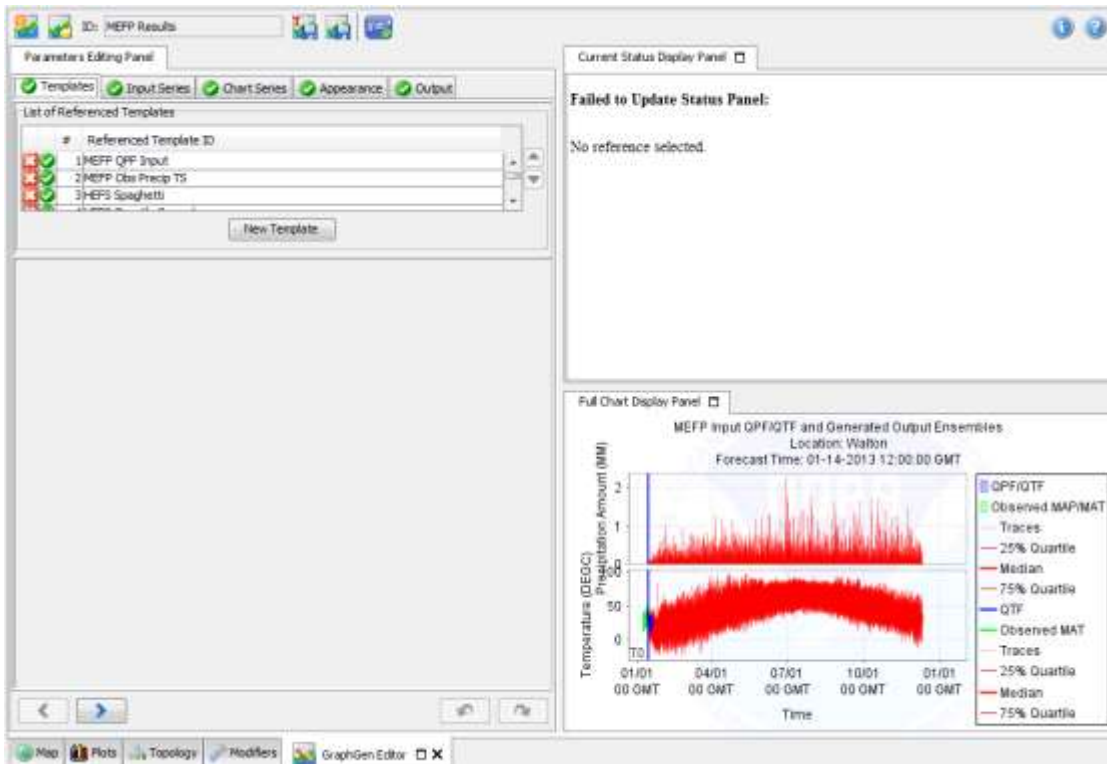 ID: MEFP Results
Parameters Editing Panel
Templates Input Series Chart Series Appearance Output
List of Referenced Templates
# Referenced Template ID
1 MEFP QPF Input
2 MEFP Obs Precip TS
3 HEFS Spaghetti
New Template
Current Status Display Panel
Failed to Update Status Panel:
No reference selected.
Full Chart Display Panel
MEFP Input QPF/QTF and Generated Output Ensembles
Location: Walton
Forecast Time: 01-14-2013 12:00:00 GMT
Precipitation Amount (MM)
2
1
0
Temperature (DEGC)
100
50
0
T0
01/01 04/01 07/01 10/01 01/01
00 GMT 00 GMT 00 GMT 00 GMT 00 GMT
Time
QPF/QTF
Observed MAP/MAT
Traces
25% Quartile
Median
75% Quartile
QTF
Observed MAT
Traces
25% Quartile
Median
75% Quartile
Map Plots Topology Modifiers GraphGen Editor